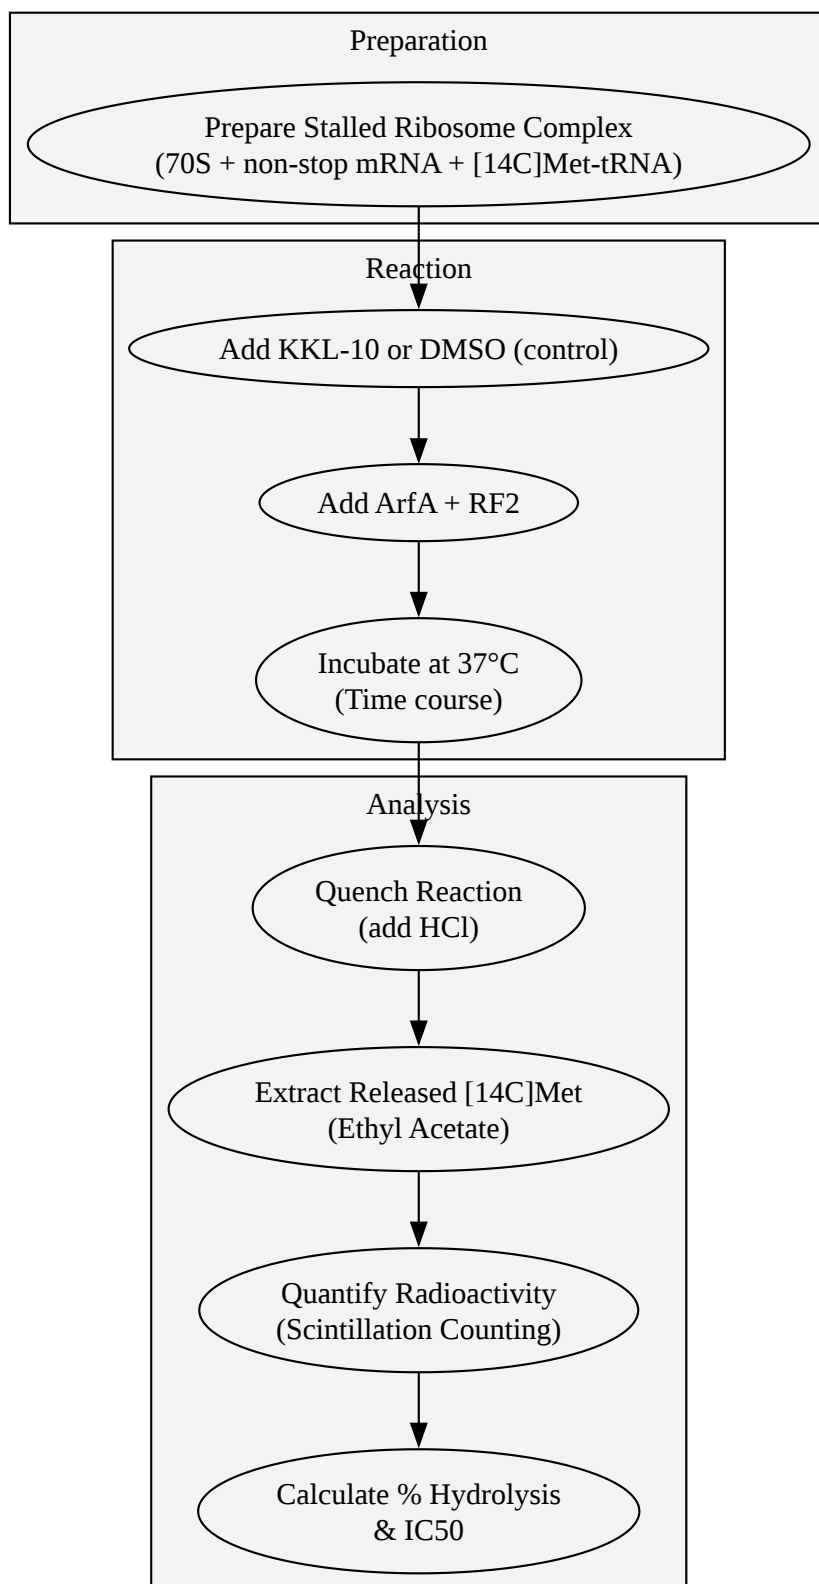 Preparation
Prepare Stalled Ribosome Complex
(70S + non-stop mRNA + [14C]Met-tRNA)
Reaction
Add KKL-10 or DMSO (control)
Add ArfA + RF2
Incubate at 37°C
(Time course)
Analysis
Quench Reaction
(add HCl)
Extract Released [14C]Met
(Ethyl Acetate)
Quantify Radioactivity
(Scintillation Counting)
Calculate % Hydrolysis
& IC50